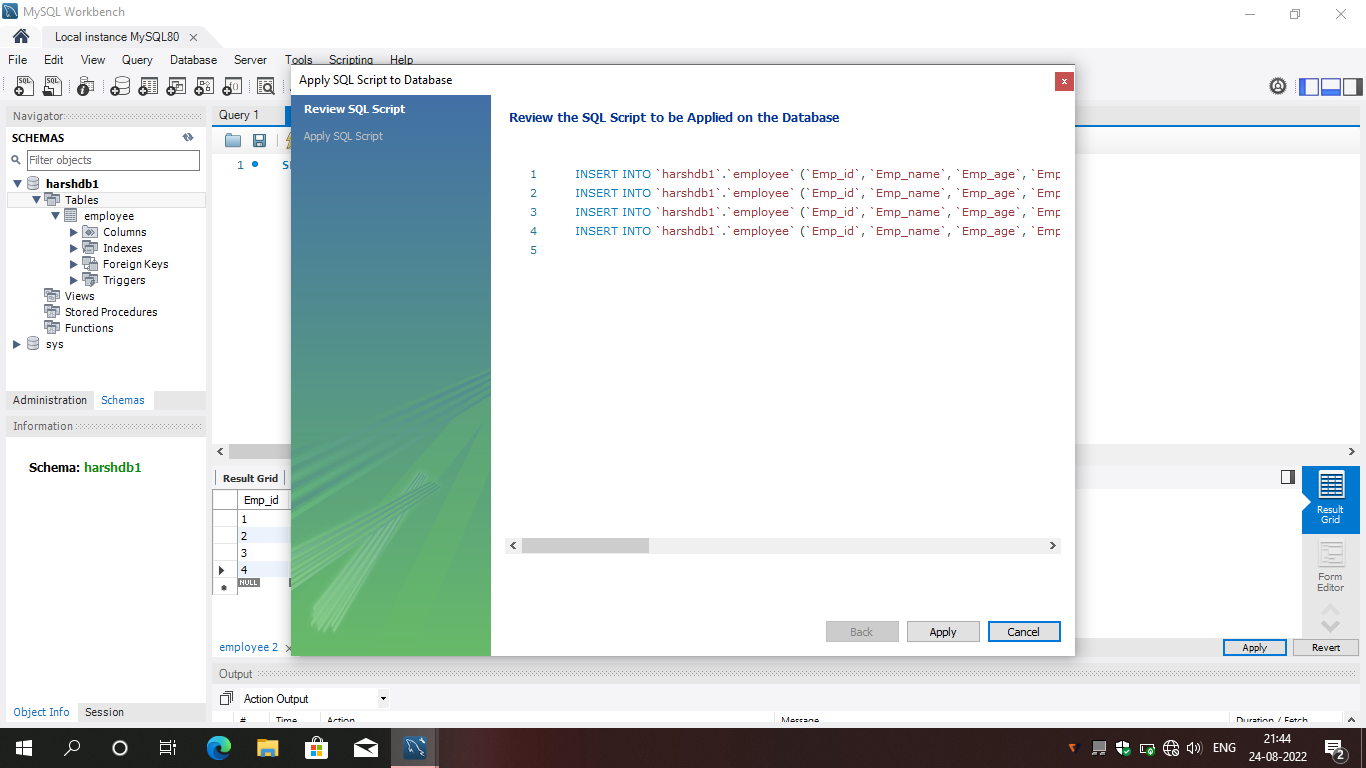 MySQL Workbench
Local instance MySQL80
File Edit View Query Database Server Tools Scripting Help
Navigator
SCHEMAS
Filter objects
harshdb1
Tables
employee
Columns
Indexes
Foreign Keys
Triggers
Views
Stored Procedures
Functions
sys
Administration Schemas
Information
Schema: harshdb1
Object Info Session
Query 1
1
Apply SQL Script to Database
x
Review SQL Script
Apply SQL Script
Review the SQL Script to be Applied on the Database
1 INSERT INTO `harshdb1`.`employee` (`Emp_id`, `Emp_name`, `Emp_age`, `Emp
2 INSERT INTO `harshdb1`.`employee` (`Emp_id`, `Emp_name`, `Emp_age`, `Emp
3 INSERT INTO `harshdb1`.`employee` (`Emp_id`, `Emp_name`, `Emp_age`, `Emp
4 INSERT INTO `harshdb1`.`employee` (`Emp_id`, `Emp_name`, `Emp_age`, `Emp
5
Back Apply Cancel
Result Grid
Emp_id
1
2
3
4
NULL
Result
Grid
Form
Editor
employee 2
Apply Revert
Output
Action Output
# Time Action Message Duration / Fetch
ENG
21:44
24-08-2022
2